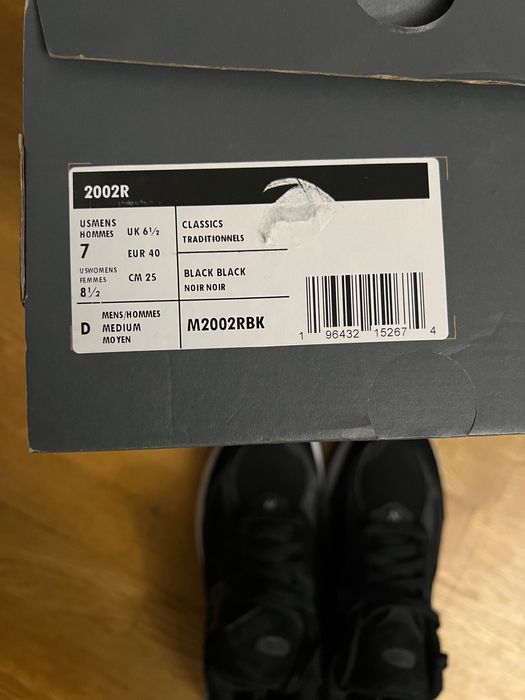 2002R
USMENS
HOMMES
7
UK 6½
EUR 40
USWOMENS
FEMMES
8½
CM 25
CLASSICS
TRADITIONNELS
BLACK BLACK
NOIR NOIR
D
MENS/HOMMES
MEDIUM
MOYEN
M2002RBK
1 96432 15267 4